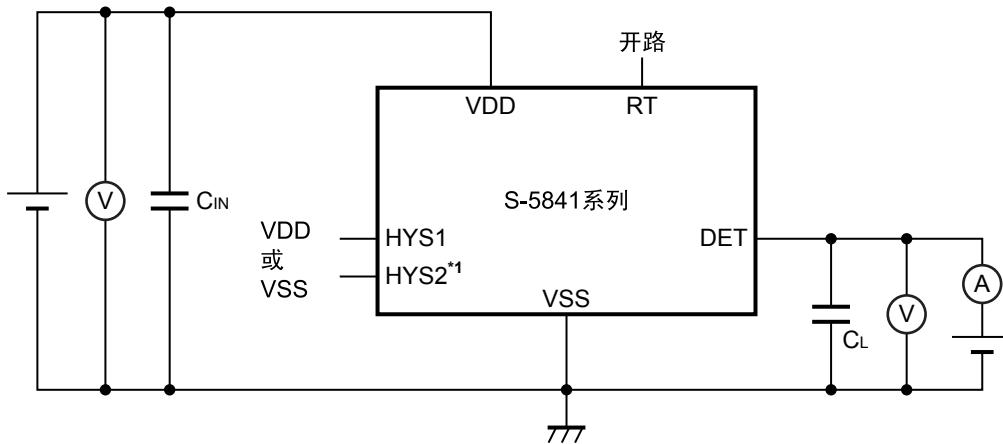 开路
VDD
RT
V
CIN
S-5841系列
VDD
或
VSS
HYS1
HYS2*1
DET
VSS
CL
V
A